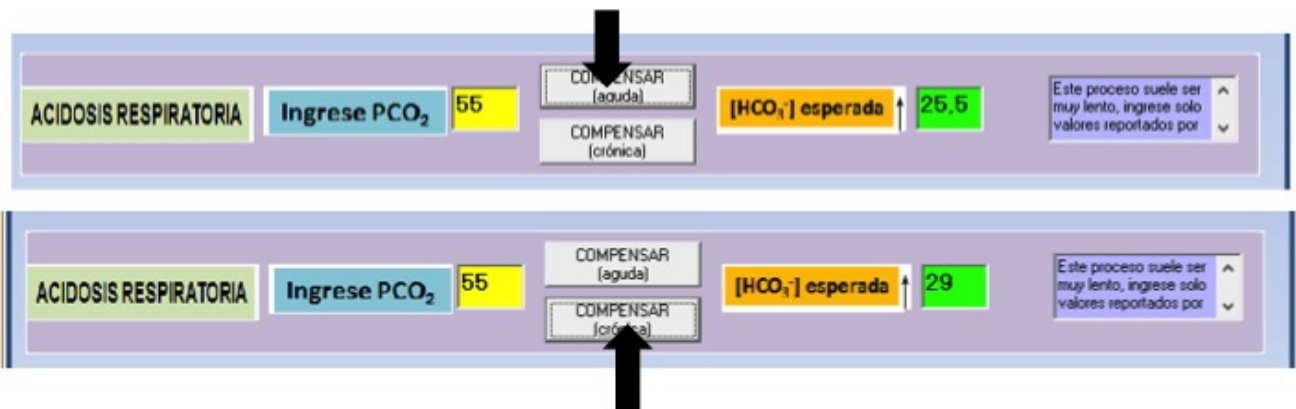 ACIDOSIS RESPIRATORIA
Ingrese PCO₂
55
COMPENSAR
(aguda)
COMPENSAR
(crónica)
[HCO₃⁻] esperada
25,5
Este proceso suele ser
muy lento, ingrese solo
valores reportados por
ACIDOSIS RESPIRATORIA
Ingrese PCO₂
55
COMPENSAR
(aguda)
COMPENSAR
(crónica)
[HCO₃⁻] esperada
29
Este proceso suele ser
muy lento, ingrese solo
valores reportados por